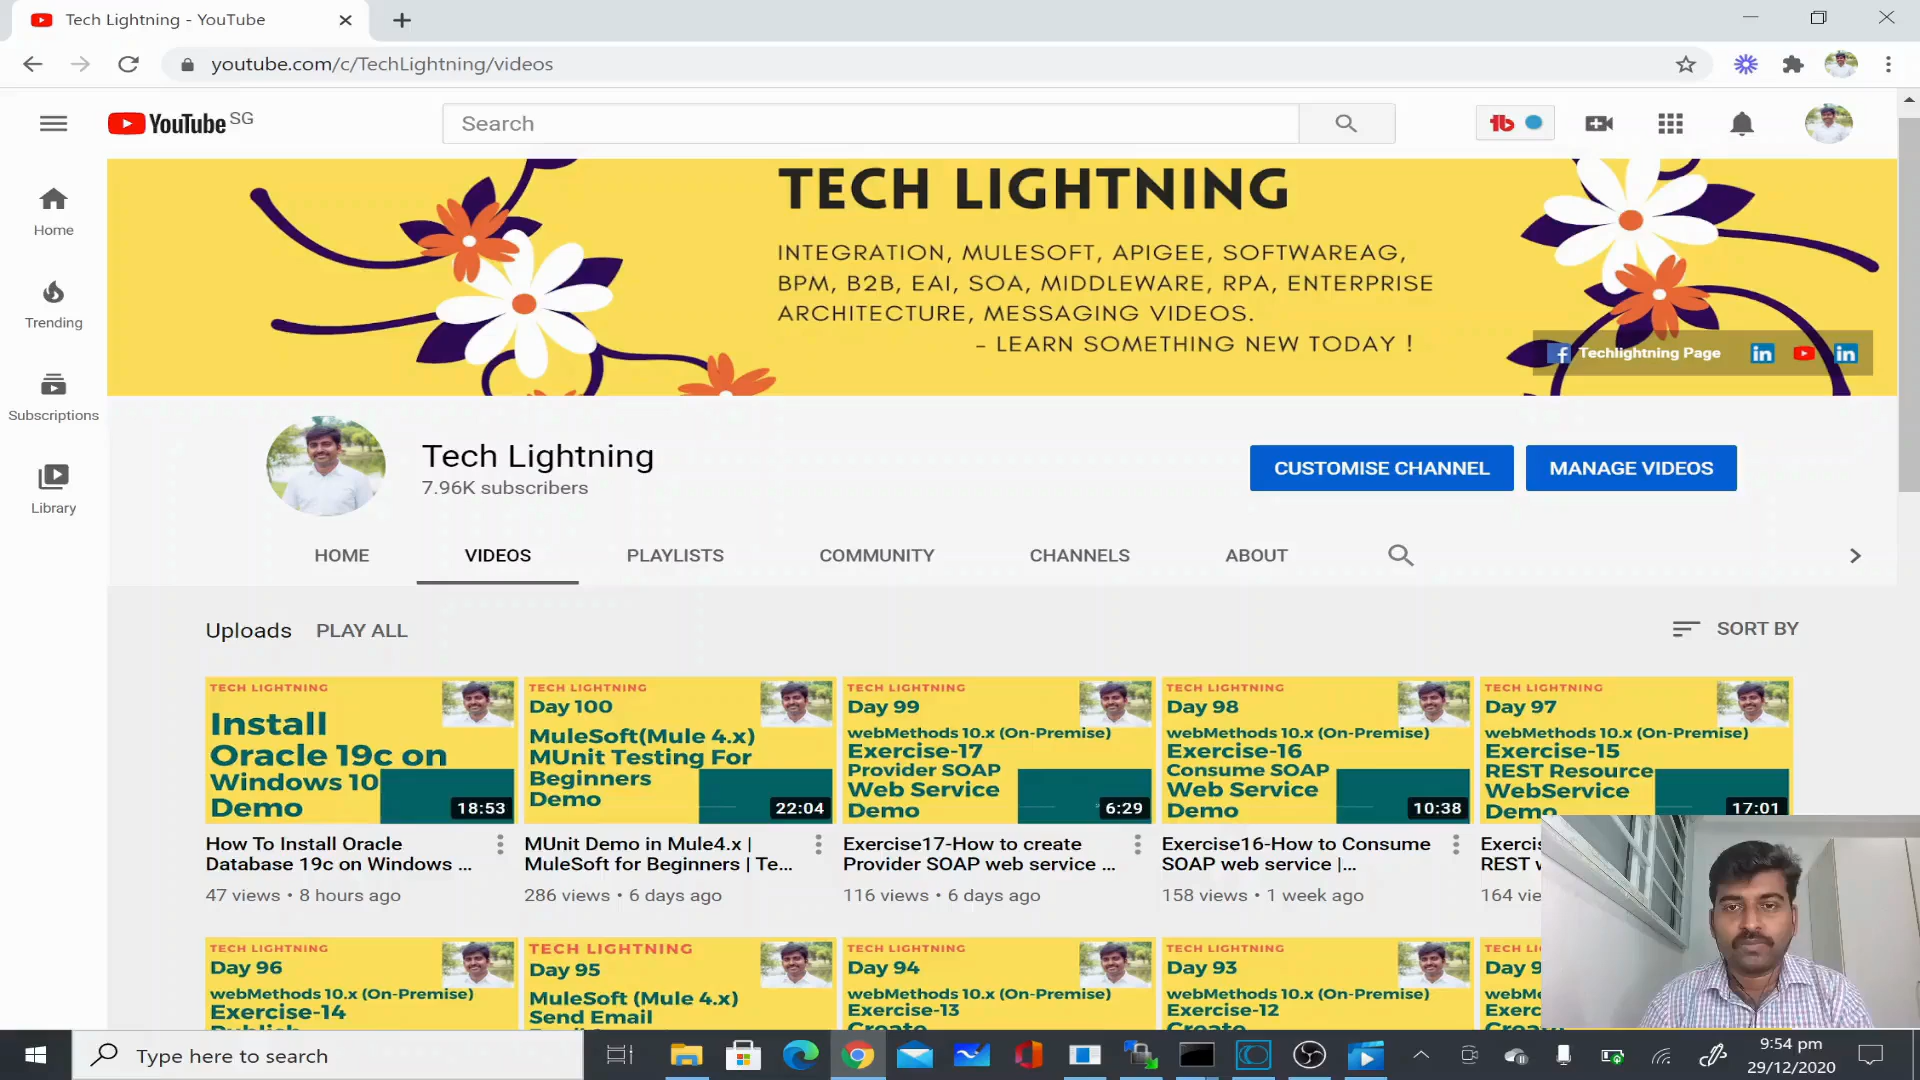 Tech Lightning - YouTube
youtube.com/c/TechLightning/videos
YouTube SG
Search
Home
Trending
Subscriptions
Library
TECH LIGHTNING
INTEGRATION, MULESOFT, APIGEE, SOFTWAREAG,
BPM, B2B, EAI, SOA, MIDDLEWARE, RPA, ENTERPRISE
ARCHITECTURE, MESSAGING VIDEOS.
– LEARN SOMETHING NEW TODAY !
Techlightning Page
Tech Lightning
7.96K subscribers
CUSTOMISE CHANNEL
MANAGE VIDEOS
HOME VIDEOS PLAYLISTS COMMUNITY CHANNELS ABOUT
Uploads PLAY ALL
SORT BY
TECH LIGHTNING
Install
Oracle 19c on
Windows 10
Demo
18:53
How To Install Oracle
Database 19c on Windows ...
47 views • 8 hours ago
TECH LIGHTNING
Day 100
MuleSoft(Mule 4.x)
MUnit Testing For
Beginners
Demo
22:04
MUnit Demo in Mule4.x |
MuleSoft for Beginners | Te...
286 views • 6 days ago
TECH LIGHTNING
Day 99
webMethods 10.x (On-Premise)
Exercise-17
Provider SOAP
Web Service
Demo
6:29
Exercise17-How to create
Provider SOAP web service ...
116 views • 6 days ago
TECH LIGHTNING
Day 98
webMethods 10.x (On-Premise)
Exercise-16
Consume SOAP
Web Service
Demo
10:38
Exercise16-How to Consume
SOAP web service |...
158 views • 1 week ago
TECH LIGHTNING
Day 97
webMethods 10.x (On-Premise)
Exercise-15
REST Resource
WebService
Demo
17:01
REST
164
TECH LIGHTNING
Day 96
webMethods 10.x (On-Premise)
Exercise-14
Publish
TECH LIGHTNING
Day 95
MuleSoft (Mule 4.x)
Send Email
TECH LIGHTNING
Day 94
webMethods 10.x (On-Premise)
Exercise-13
Create
TECH LIGHTNING
Day 93
webMethods 10.x (On-Premise)
Exercise-12
Create
TECH
Day
Type here to search
9:54 pm
29/12/2020